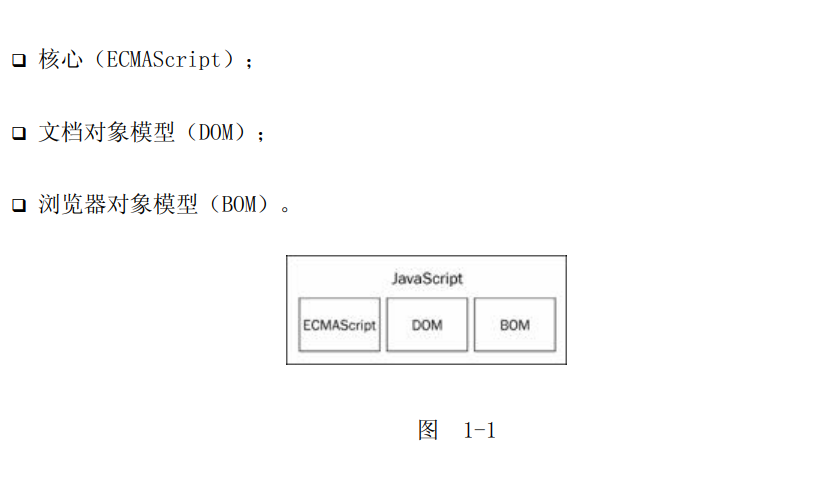 ❑ 核心（ECMAScript）；
❑ 文档对象模型（DOM）；
❑ 浏览器对象模型（BOM）。
JavaScript
ECMAScript DOM BOM
图 1-1